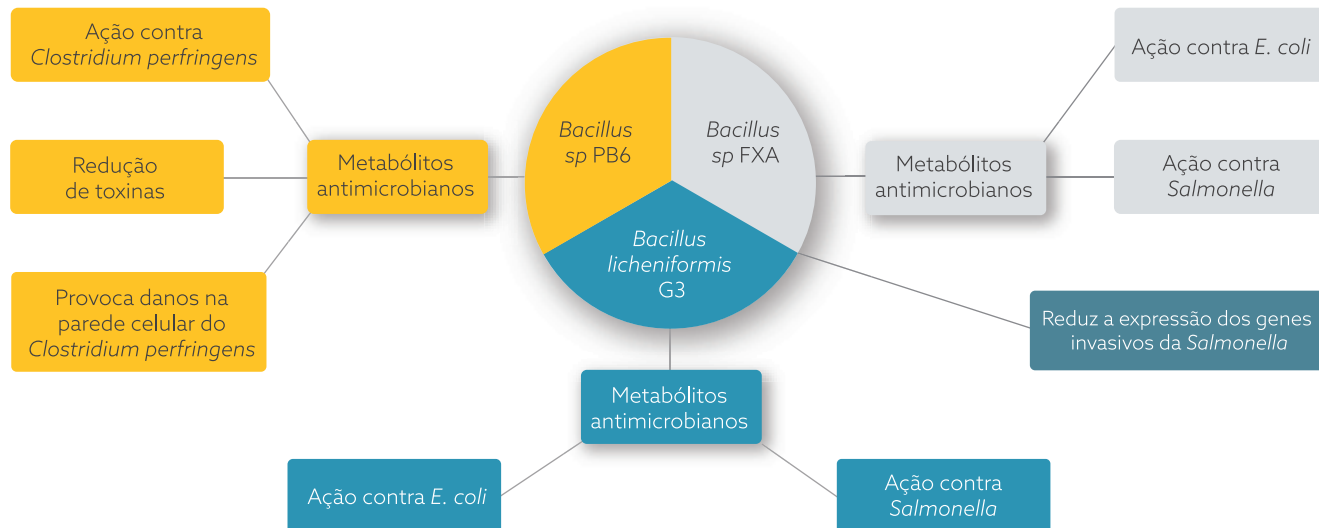 Ação contra
Clostridium perfringens
Redução
de toxinas
Provoca danos na
parede celular do
Clostridium perfringens
Metabólitos
antimicrobianos
Bacillus
sp PB6
Bacillus
sp FXA
Bacillus
licheniformis
G3
Metabólitos
antimicrobianos
Ação contra E. coli
Ação contra
Salmonella
Reduz a expressão dos genes
invasivos da Salmonella
Metabólitos
antimicrobianos
Ação contra E. coli
Ação contra
Salmonella